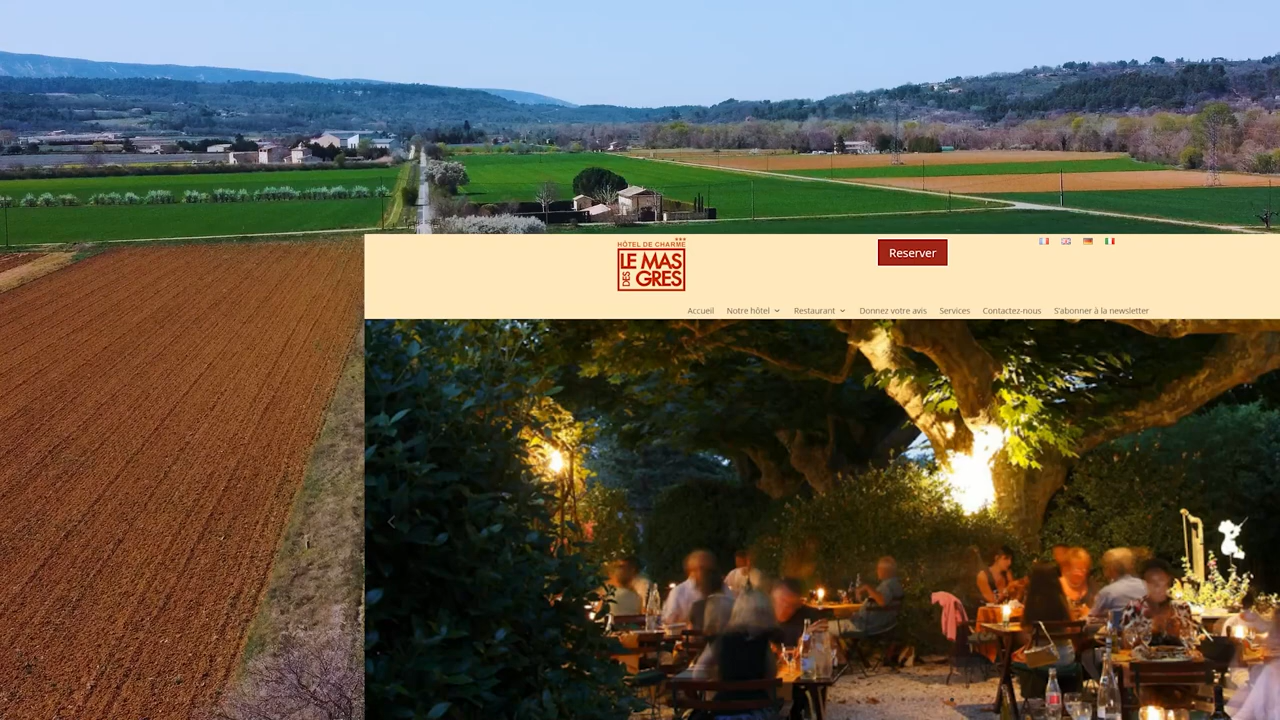 HÔTEL DE CHARME
LE MAS
DES GRES
Reserver
Accueil Notre hôtel Restaurant Donnez votre avis Services Contactez-nous S'abonner à la newsletter